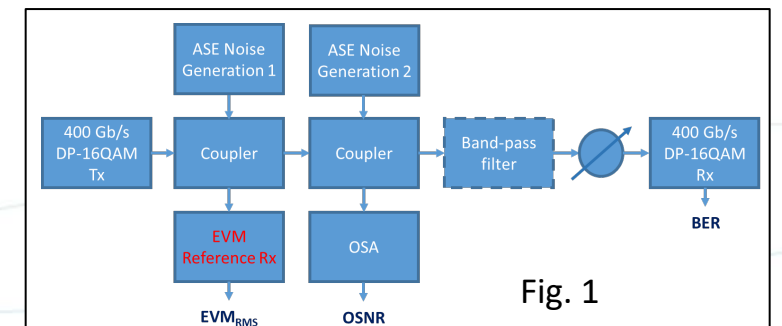 ASE Noise
Generation 1
ASE Noise
Generation 2
400 Gb/s
DP-16QAM
Tx
Coupler
Coupler
Band-pass
filter
400 Gb/s
DP-16QAM
Rx
EVM
Reference Rx
OSA
BER
EVMRMS
OSNR
Fig. 1